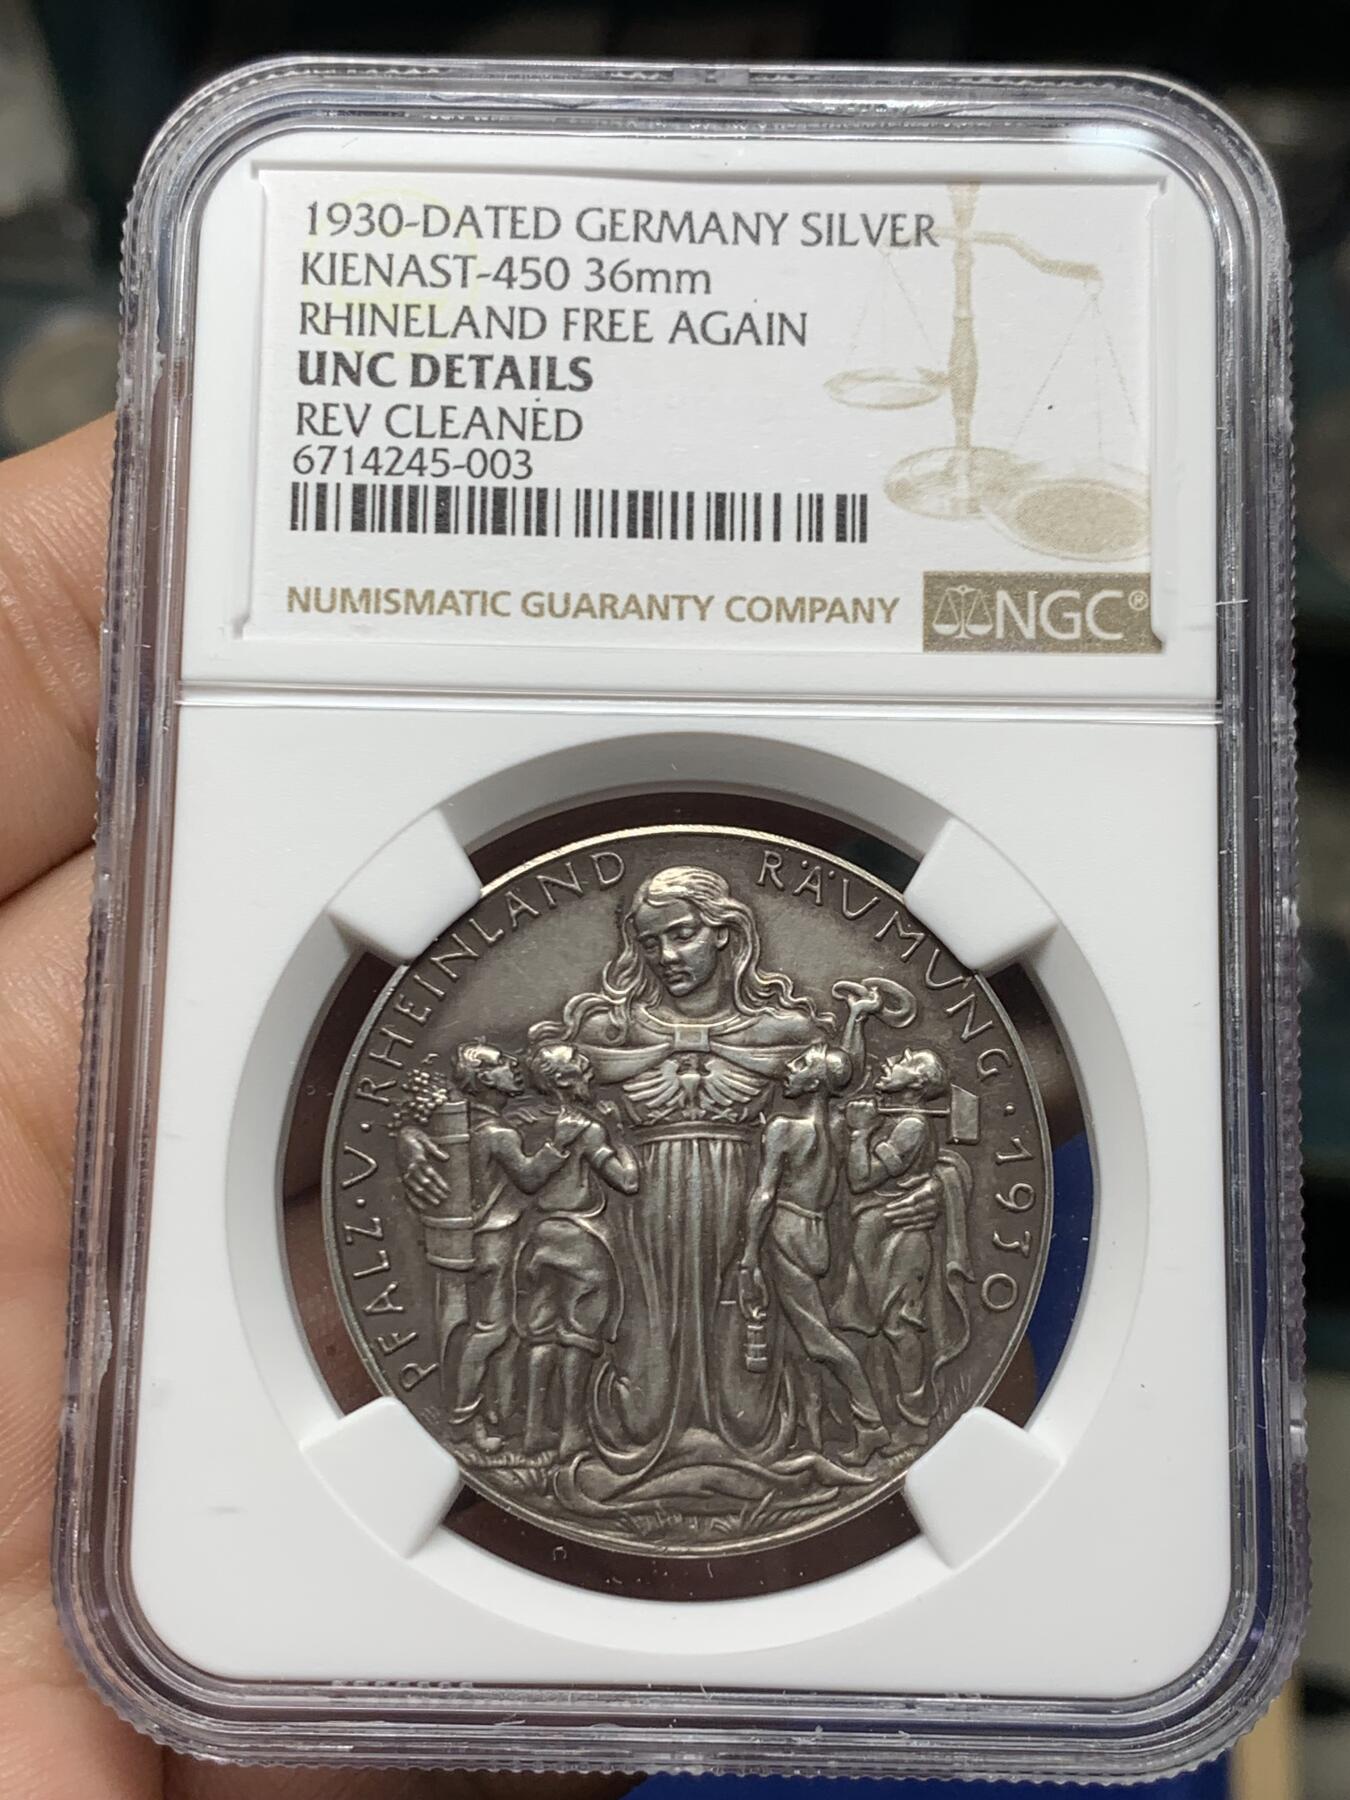 1930-DATED GERMANY SILVER
KIENAST-450 36mm
RHINELAND FREE AGAIN
UNC DETAILS
REV CLEANED
6714245-003
NUMISMATIC GUARANTY COMPANY
NGC®
PFALZ · V · RHEINLAND RÄVMVNG · 1930